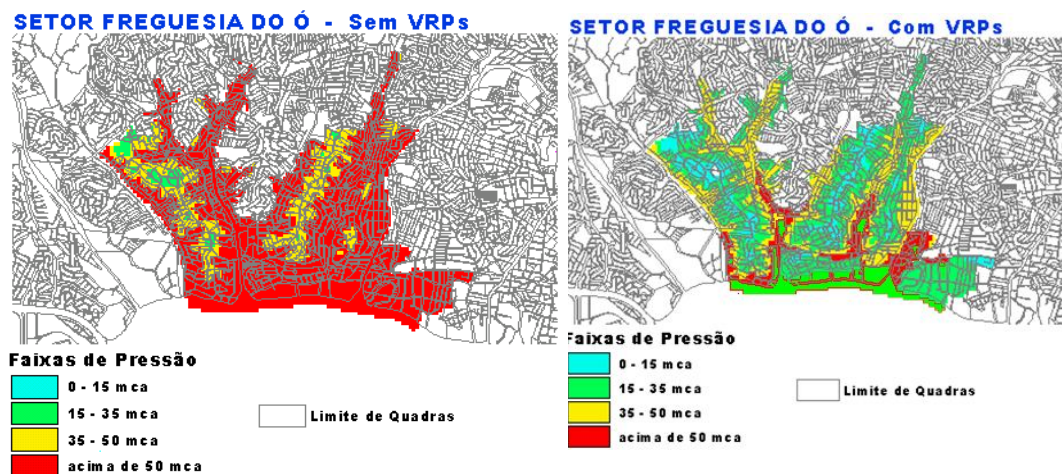 SETOR FREGUESIA DO Ó - Sem VRPs
Faixas de Pressão
0 - 15 mca
15 - 35 mca
35 - 50 mca
acima de 50 mca
Limite de Quadras
SETOR FREGUESIA DO Ó - Com VRPs
Faixas de Pressão
0 - 15 mca
15 - 35 mca
35 - 50 mca
acima de 50 mca
Limite de Quadras